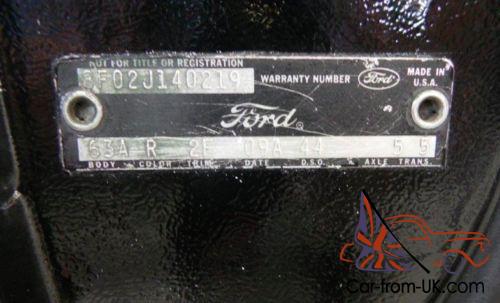 NOT FOR TITLE OR REGISTRATION
F02J140219 WARRANTY NUMBER Ford MADE IN U.S.A.
Ford
63A R 2E 09A 44 5 5
BODY COLOR TRIM DATE D.S.O. AXLE TRANS.
Car-from-UK.com